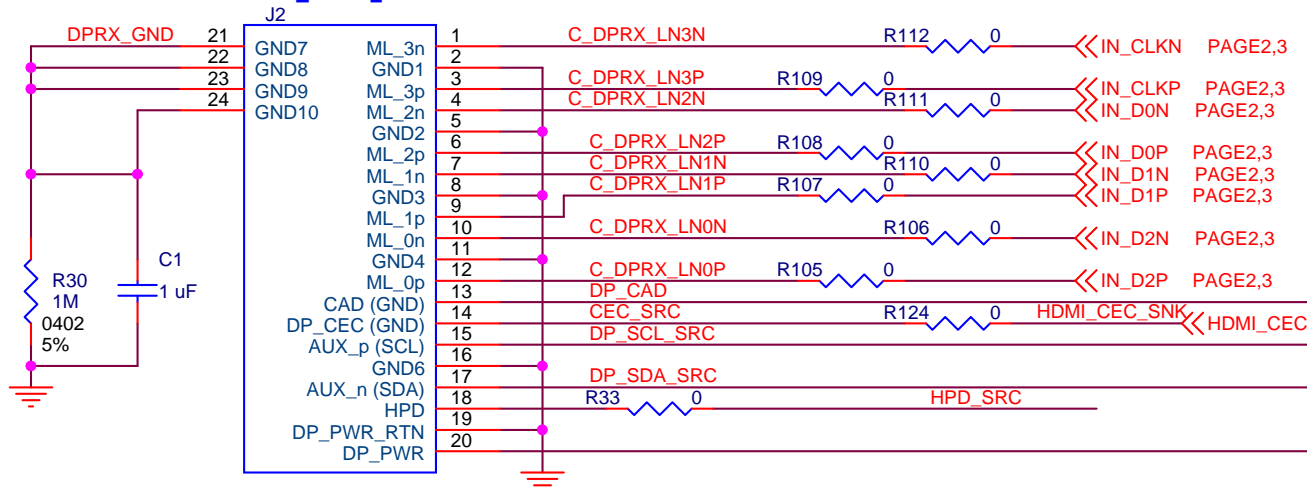 J2
DPRX_GND 21 GND7 ML_3n 1 C_DPRX_LN3N R112 0 IN_CLKN PAGE2,3
22 GND8 GND1 2
23 GND9 ML_3p 3 C_DPRX_LN3P R109 0 IN_CLKP PAGE2,3
24 GND10 ML_2n 4 C_DPRX_LN2N R111 0 IN_D0N PAGE2,3
GND2 5
ML_2p 6 C_DPRX_LN2P R108 0 IN_D0P PAGE2,3
ML_1n 7 C_DPRX_LN1N R110 0 IN_D1N PAGE2,3
GND3 8 C_DPRX_LN1P R107 0 IN_D1P PAGE2,3
ML_1p 9
ML_0n 10 C_DPRX_LN0N R106 0 IN_D2N PAGE2,3
GND4 11
ML_0p 12 C_DPRX_LN0P R105 0 IN_D2P PAGE2,3
CAD (GND) 13 DP_CAD
DP_CEC (GND) 14 CEC_SRC R124 0 HDMI_CEC_SNK HDMI_CEC
AUX_p (SCL) 15 DP_SCL_SRC
GND6 16
AUX_n (SDA) 17 DP_SDA_SRC
HPD 18 R33 0 HPD_SRC
DP_PWR_RTN 19
DP_PWR 20
R30
1M
0402
5%
C1
1 uF